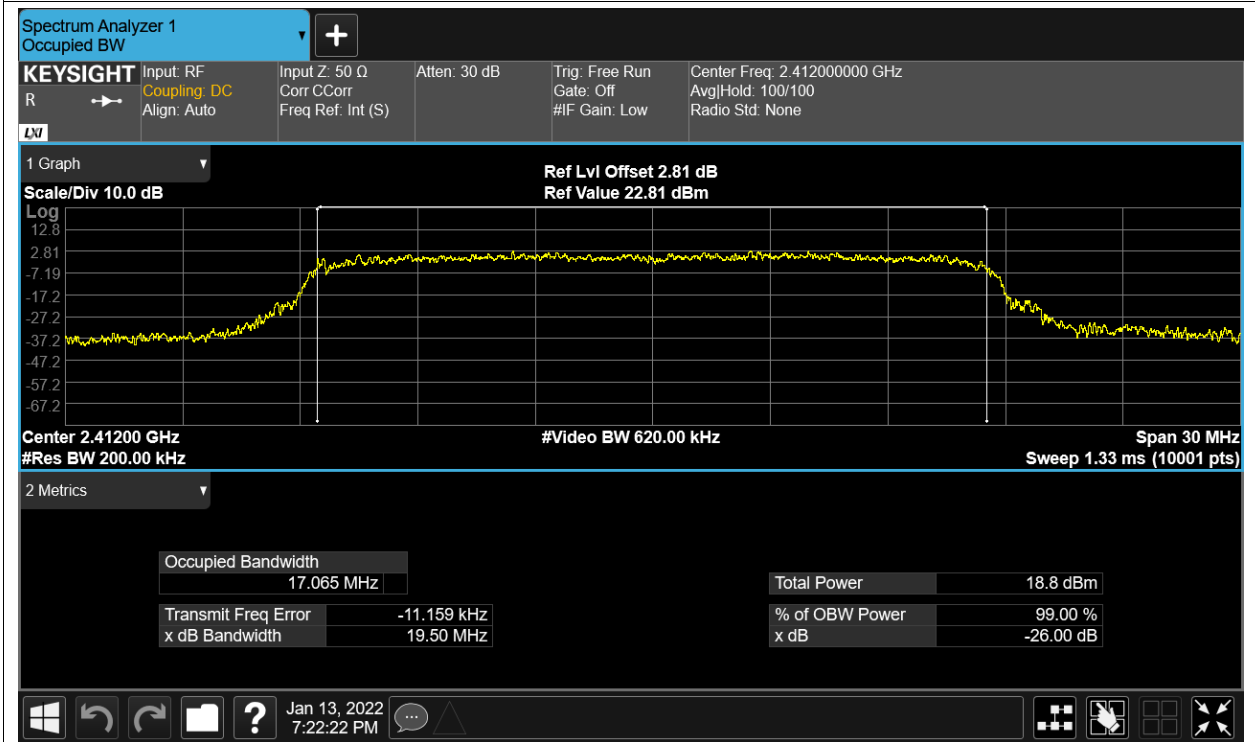 Spectrum Analyzer 1
Occupied BW
KEYSIGHT
R
LXI
Input: RF
Coupling: DC
Align: Auto
Input Z: 50 Ω
Corr CCorr
Freq Ref: Int (S)
Atten: 30 dB
Trig: Free Run
Gate: Off
#IF Gain: Low
Center Freq: 2.412000000 GHz
Avg|Hold: 100/100
Radio Std: None
1 Graph
Scale/Div 10.0 dB
Ref Lvl Offset 2.81 dB
Ref Value 22.81 dBm
Log
12.8
2.81
-7.19
-17.2
-27.2
-37.2
-47.2
-57.2
-67.2
Center 2.41200 GHz
#Res BW 200.00 kHz
#Video BW 620.00 kHz
Span 30 MHz
Sweep 1.33 ms (10001 pts)
2 Metrics
Occupied Bandwidth
17.065 MHz
Transmit Freq Error -11.159 kHz
x dB Bandwidth 19.50 MHz
Total Power 18.8 dBm
% of OBW Power 99.00 %
x dB -26.00 dB
?
Jan 13, 2022
7:22:22 PM